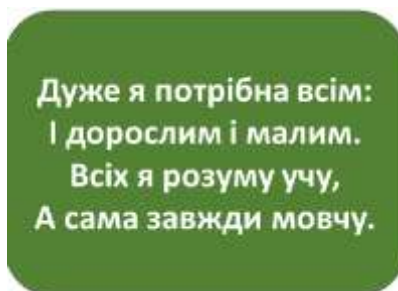 Дуже я потрібна всім:
І дорослим і малим.
Всіх я розуму учу,
А сама завжди мовчу.